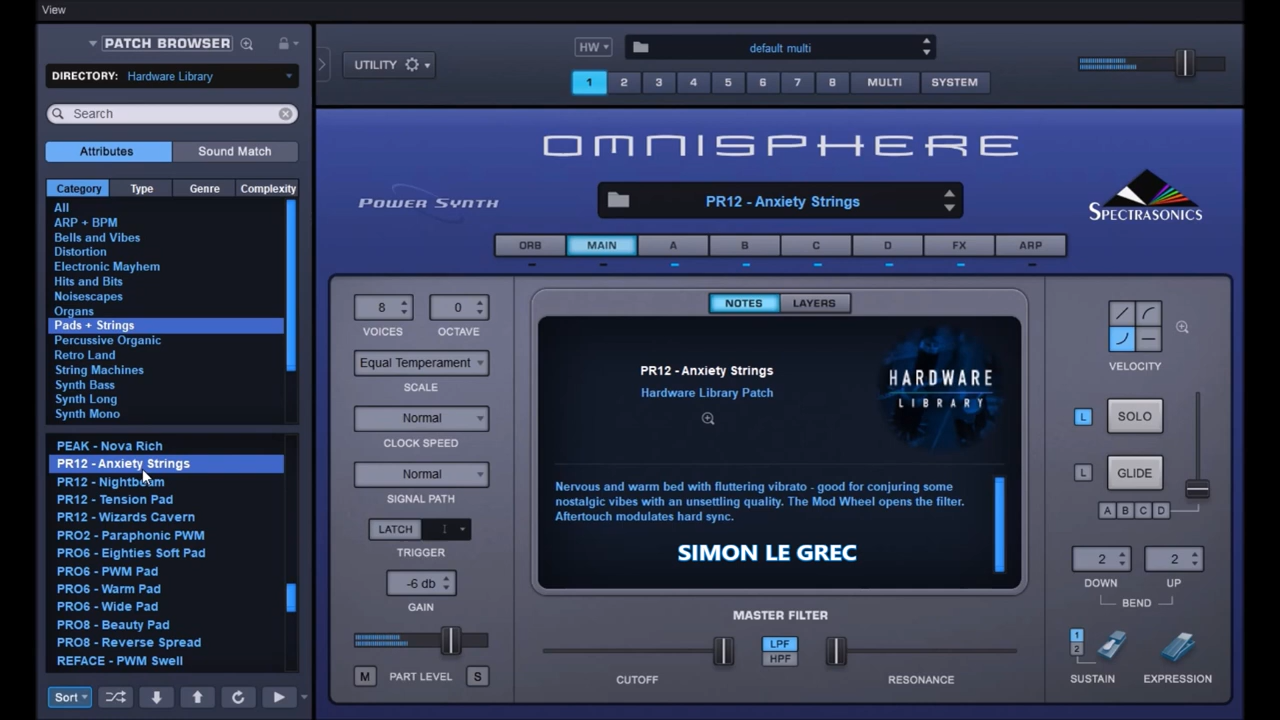 View
PATCH BROWSER
DIRECTORY: Hardware Library
Search
Attributes Sound Match
Category Type Genre Complexity
All
ARP + BPM
Bells and Vibes
Distortion
Electronic Mayhem
Hits and Bits
Noisescapes
Organs
Pads + Strings
Percussive Organic
Retro Land
String Machines
Synth Bass
Synth Long
Synth Mono
PEAK - Nova Rich
PR12 - Anxiety Strings
PR12 - Nightbeam
PR12 - Tension Pad
PR12 - Wizards Cavern
PRO2 - Paraphonic PWM
PRO6 - Eighties Soft Pad
PRO6 - PWM Pad
PRO6 - Warm Pad
PRO6 - Wide Pad
PRO8 - Beauty Pad
PRO8 - Reverse Spread
REFACE - PWM Swell
Sort
UTILITY
HW
default multi
1 2 3 4 5 6 7 8 MULTI SYSTEM
OMNISPHERE
POWER SYNTH
PR12 - Anxiety Strings
SPECTRASONICS
ORB MAIN A B C D FX ARP
8 0
VOICES OCTAVE
Equal Temperament
SCALE
Normal
CLOCK SPEED
Normal
SIGNAL PATH
LATCH
TRIGGER
-6 db
GAIN
M PART LEVEL S
NOTES LAYERS
PR12 - Anxiety Strings
Hardware Library Patch
HARDWARE
LIBRARY
Nervous and warm bed with fluttering vibrato - good for conjuring some
nostalgic vibes with an unsettling quality. The Mod Wheel opens the filter.
Aftertouch modulates hard sync.
SIMON LE GREC
MASTER FILTER
LPF
HPF
CUTOFF RESONANCE
VELOCITY
L SOLO
L GLIDE
A B C D
2 2
DOWN UP
BEND
1
2
SUSTAIN EXPRESSION